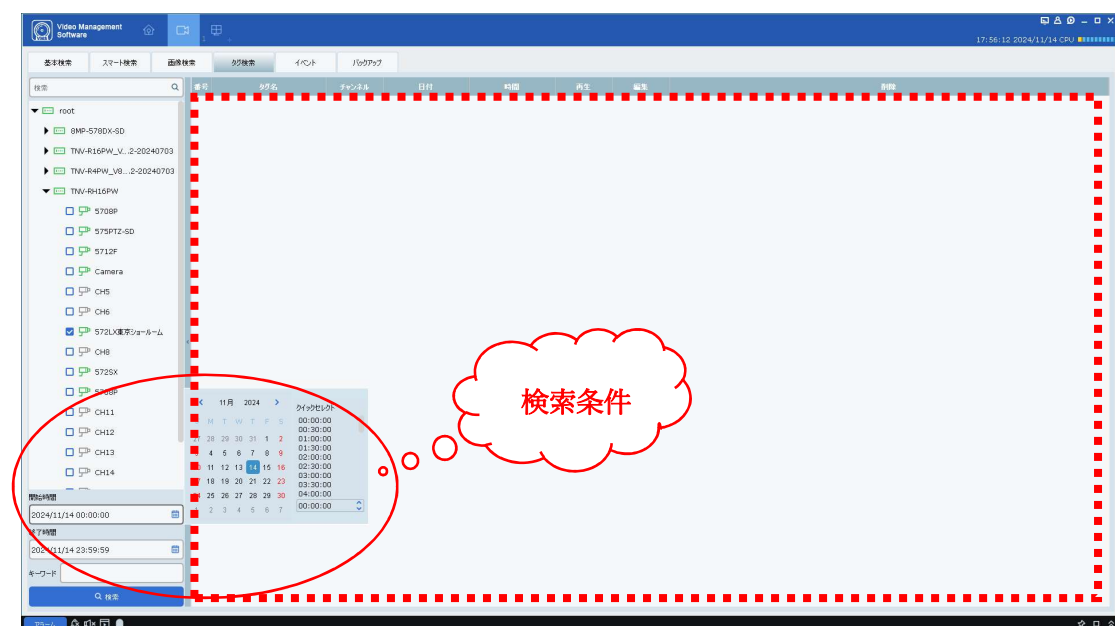 Video Management
Software
17:56:12 2024/11/14 CPU
基本検索 スマート検索 画像検索 タグ検索 イベント バックアップ
検索
番号 タグ名 チャンネル 日付 時間 再生 編集 削除
root
8MP-578DX-SD
TNV-R16PW_V...2-20240703
TNV-R4PW_V8...2-20240703
TNV-RH16PW
5708P
575PTZ-SD
5712F
Camera
CH5
CH6
572LX東京ショールーム
CH8
572SX
5708P
CH11
CH12
CH13
CH14
検索条件
11月 2024
クイックセレクト
M T W T F S
27 28 29 30 31 1 2
4 5 6 7 8 9
11 12 13 14 15 16
18 19 20 21 22 23
25 26 27 28 29 30
2 3 4 5 6 7
00:00:00
00:30:00
01:00:00
01:30:00
02:00:00
02:30:00
03:00:00
03:30:00
04:00:00
00:00:00
開始時間
2024/11/14 00:00:00
終了時間
2024/11/14 23:59:59
キーワード
検索
アラーム